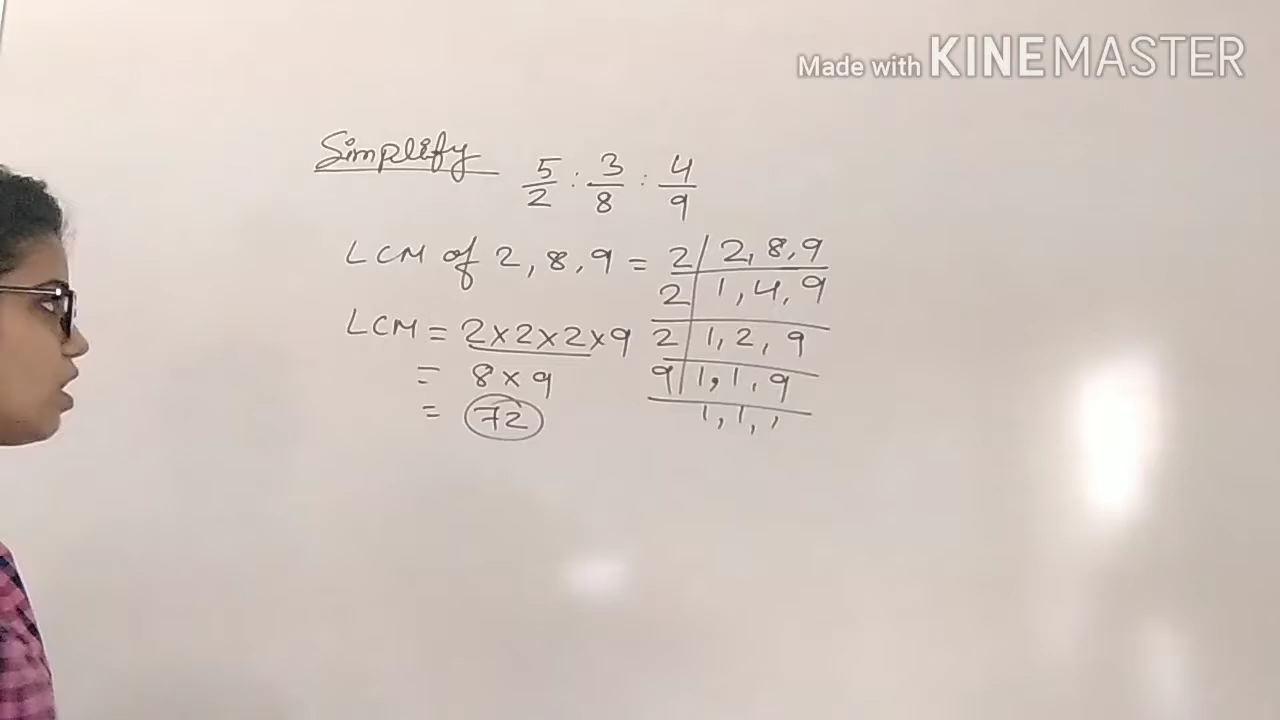 Made with KINEMASTER
Simplify 5/2 : 3/8 : 4/9
LCM of 2, 8, 9 = 2 | 2, 8, 9
2 | 1, 4, 9
LCM = 2×2×2×9 2 | 1, 2, 9
= 8×9 9 | 1, 1, 9
= 72 1, 1, 1